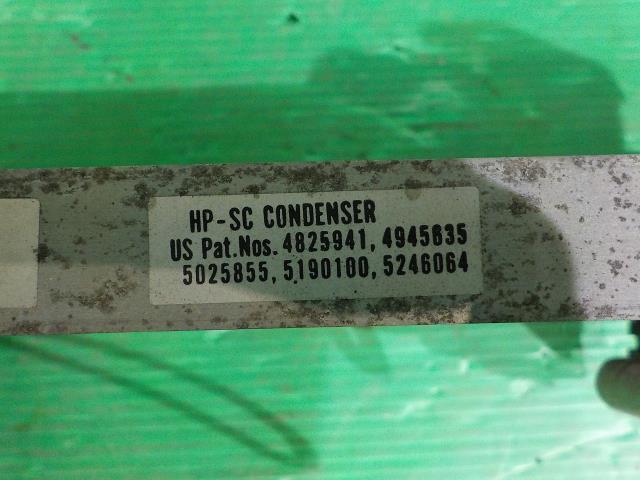 HP-SC CONDENSER
US Pat.Nos. 4825941, 4945635
5025855, 5190100, 5246064